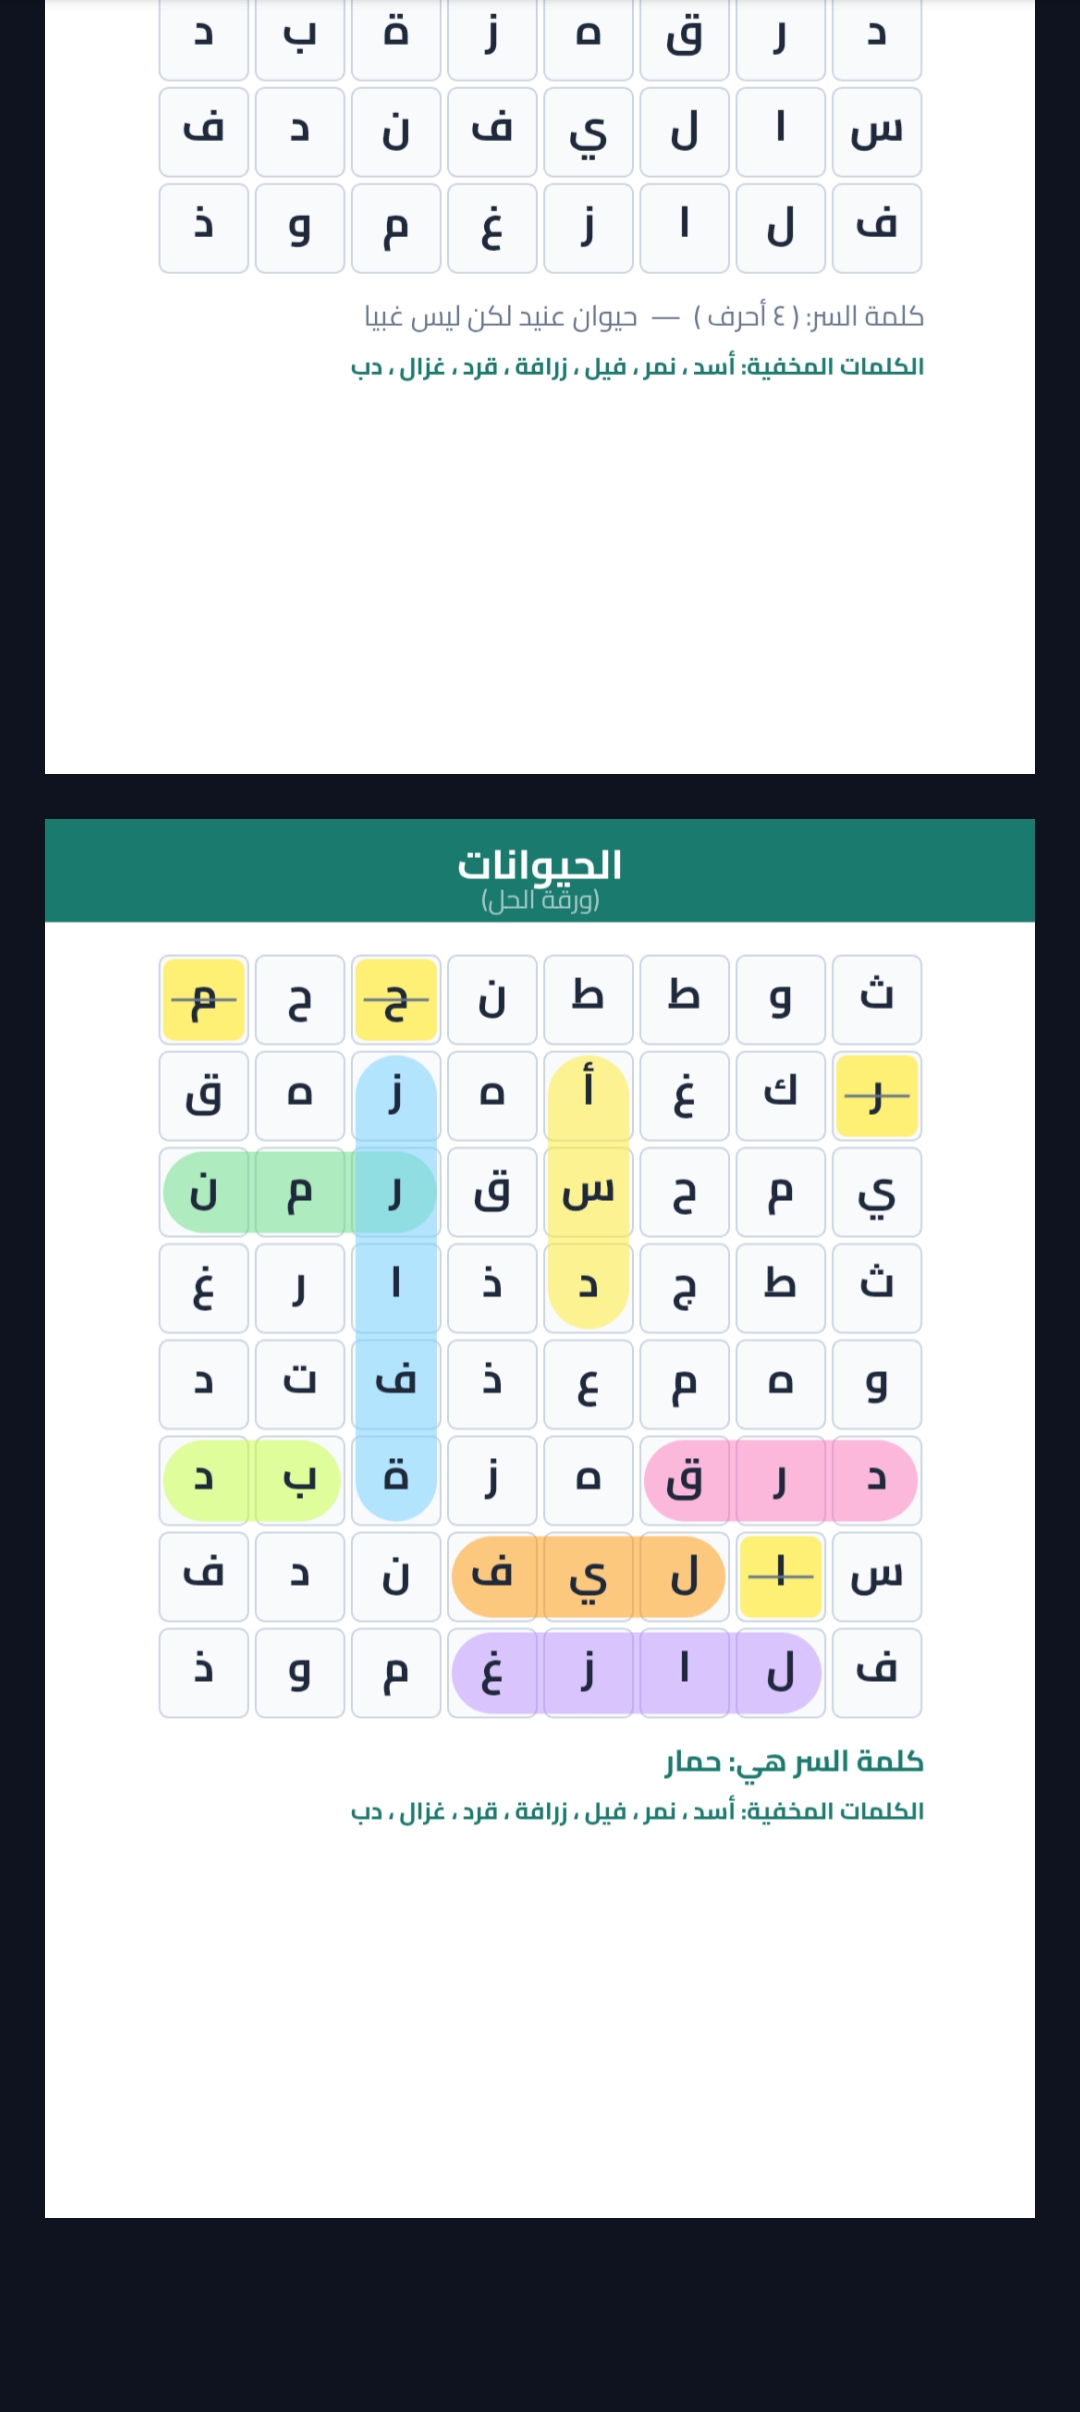 د ر ق ه ز ة ب د
س ا ل ي ف ن د ف
ف ل ا ز غ م و ذ
كلمة السر: ( ٤ أحرف ) — حيوان عنيد لكن ليس غبيا
الكلمات المخفية: أسد ، نمر ، فيل ، زرافة ، قرد ، غزال ، دب
الحيوانات
(ورقة الحل)
ث و ط ط ن ح ح م
ر ك غ أ ه ز ه ق
ي م ح س ق ر م ن
ث ط ج د ذ ا ر غ
و ه م ع ذ ف ت د
د ر ق ه ز ة ب د
س ا ل ي ف ن د ف
ف ل ا ز غ م و ذ
كلمة السر هي: حمار
الكلمات المخفية: أسد ، نمر ، فيل ، زرافة ، قرد ، غزال ، دب